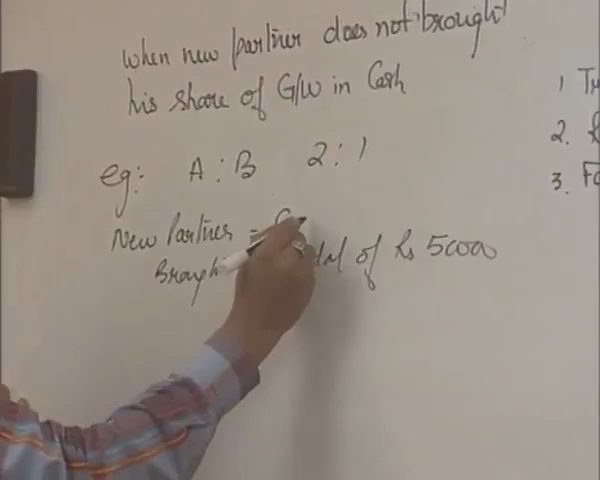 when new partner does not brought
his share of G/W in Cash
eg: A : B 2 : 1
New Partner =
of Rs 50000
1
2.
3.